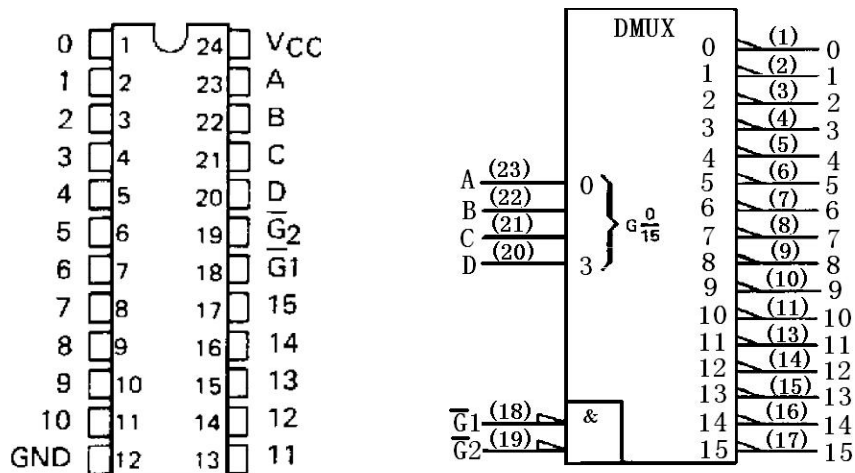 0 1 24 VCC
1 2 23 A
2 3 22 B
3 4 21 C
4 5 20 D
5 6 19 G̅2
6 7 18 G̅1
7 8 17 15
8 9 16 14
9 10 15 13
10 11 14 12
GND 12 13 11
DMUX
0 (1) 0
1 (2) 1
2 (3) 2
3 (4) 3
4 (5) 4
A (23) 0 5 (6) 5
B (22) 6 (7) 6
C (21) G 0/15 7 (8) 7
D (20) 3 8 (9) 8
9 (10) 9
10 (11) 10
11 (13) 11
12 (14) 12
13 (15) 13
G̅1 (18) & 14 (16) 14
G̅2 (19) 15 (17) 15